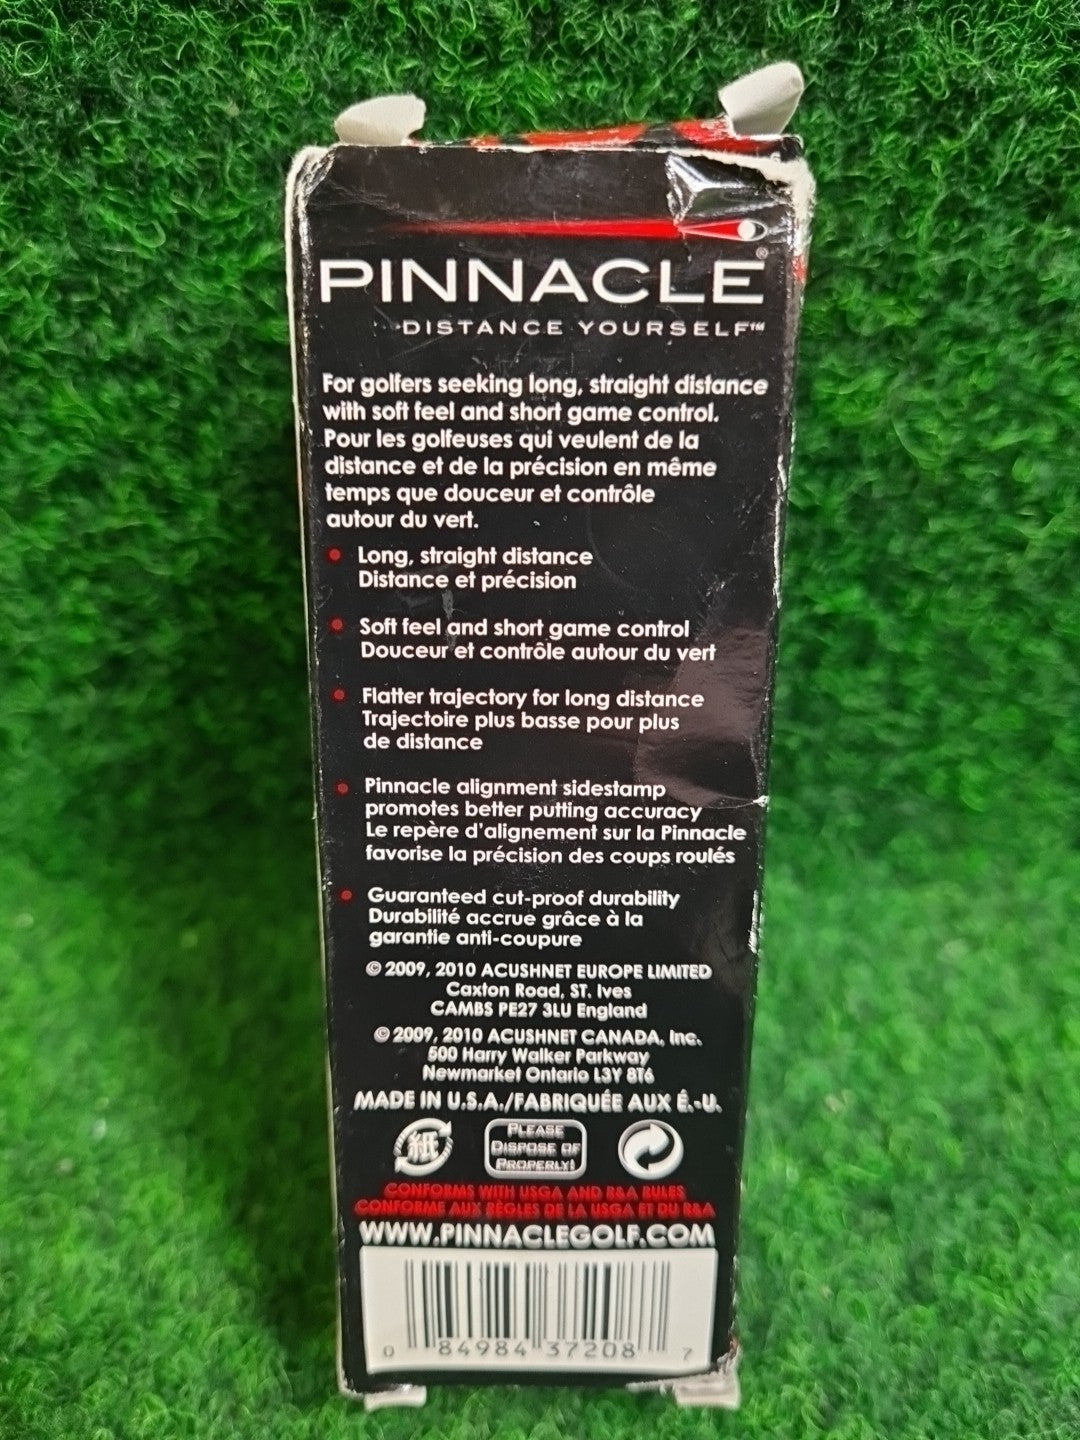 PINNACLE®
DISTANCE YOURSELF™
For golfers seeking long, straight distance
with soft feel and short game control.
Pour les golfeuses qui veulent de la
distance et de la précision en même
temps que douceur et contrôle
autour du vert.
• Long, straight distance
Distance et précision
• Soft feel and short game control
Douceur et contrôle autour du vert
• Flatter trajectory for long distance
Trajectoire plus basse pour plus
de distance
• Pinnacle alignment sidestamp
promotes better putting accuracy
Le repère d'alignement sur la Pinnacle
favorise la précision des coups roulés
• Guaranteed cut-proof durability
Durabilité accrue grâce à la
garantie anti-coupure
© 2009, 2010 ACUSHNET EUROPE LIMITED
Caxton Road, ST. Ives
CAMBS PE27 3LU England
© 2009, 2010 ACUSHNET CANADA, Inc.
500 Harry Walker Parkway
Newmarket Ontario L3Y 8T6
MADE IN U.S.A./FABRIQUÉE AUX É.-U.
紙
PLEASE
DISPOSE OF
PROPERLY!
CONFORMS WITH USGA AND R&A RULES
CONFORME AUX RÈGLES DE LA USGA ET DU R&A
WWW.PINNACLEGOLF.COM
0 84984 37208 7